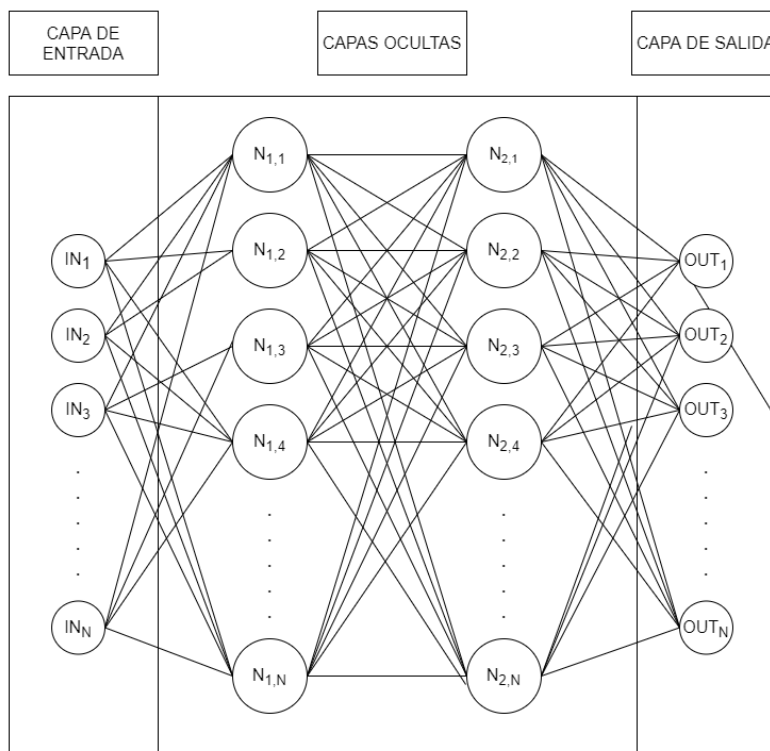 CAPA DE
ENTRADA
CAPAS OCULTAS
CAPA DE SALIDA
N1,1
N2,1
IN1
N1,2
N2,2
OUT1
IN2
N1,3
N2,3
OUT2
IN3
N1,4
N2,4
OUT3
INN
N1,N
N2,N
OUTN